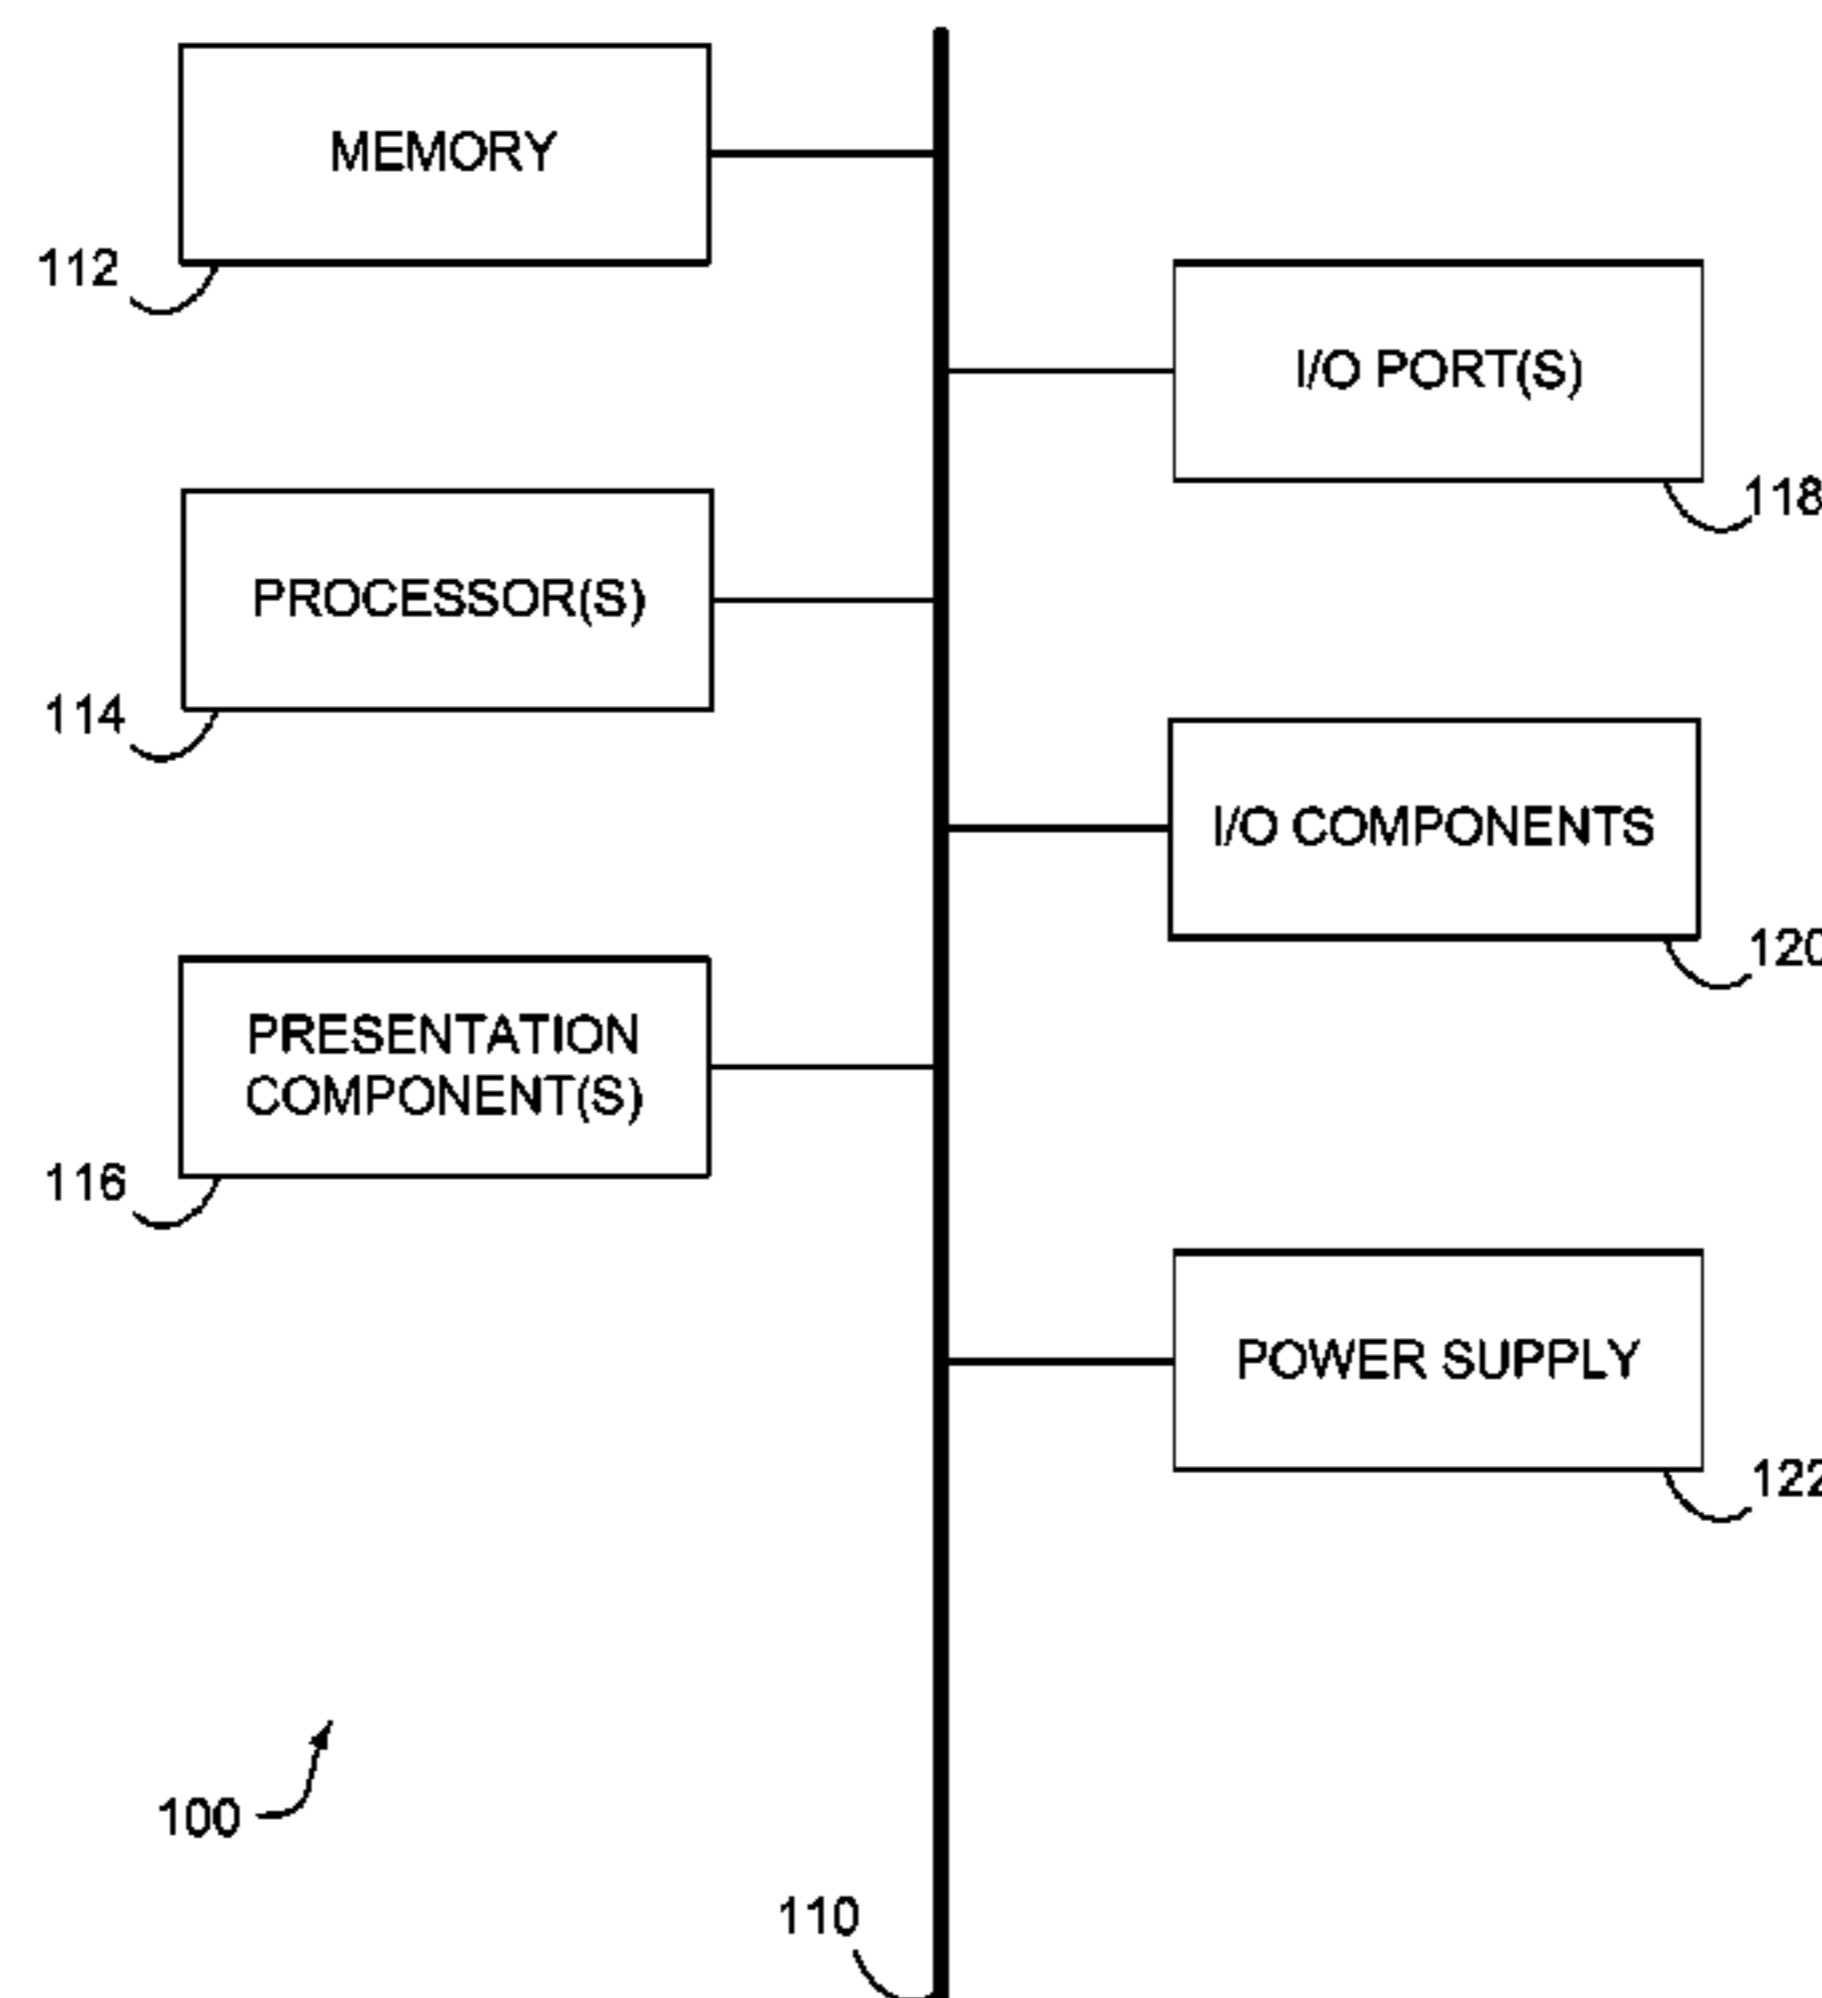 MEMORY
112
I/O PORT(S)
118
PROCESSOR(S)
114
I/O COMPONENTS
120
PRESENTATION
COMPONENT(S)
116
POWER SUPPLY
122
100
110